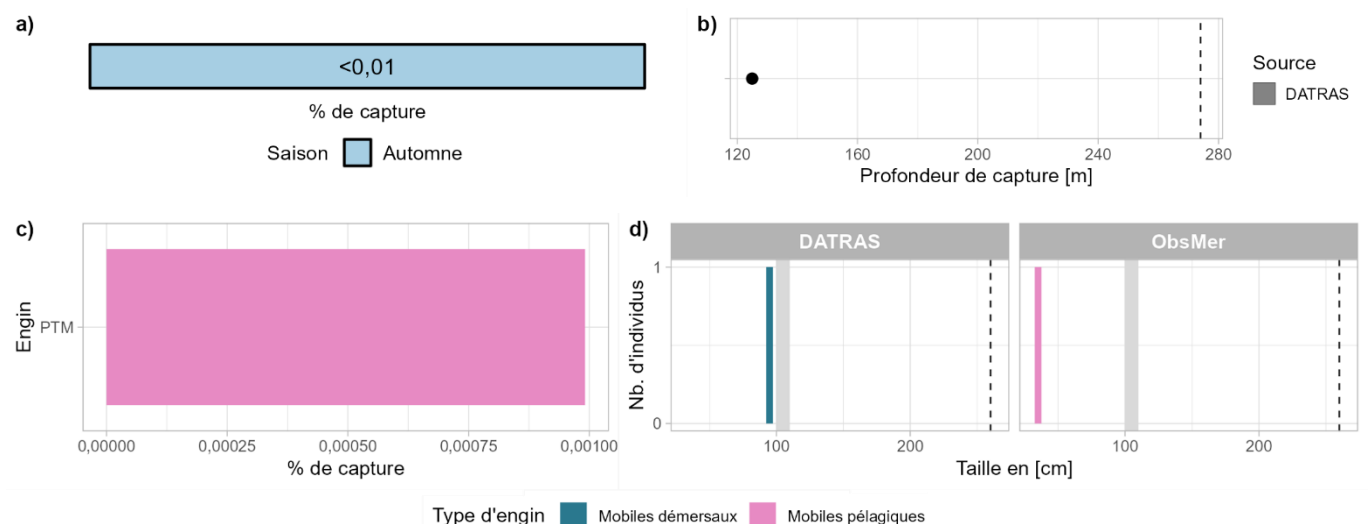 a)
<0,01
% de capture
Saison Automne
b)
120 160 200 240 280
Profondeur de capture [m]
Source
DATRAS
c)
Engin
PTM
0,00000 0,00025 0,00050 0,00075 0,00100
% de capture
d)
DATRAS ObsMer
Nb. d'individus
1
0
100 200 100 200
Taille en [cm]
Type d'engin Mobiles démersaux Mobiles pélagiques